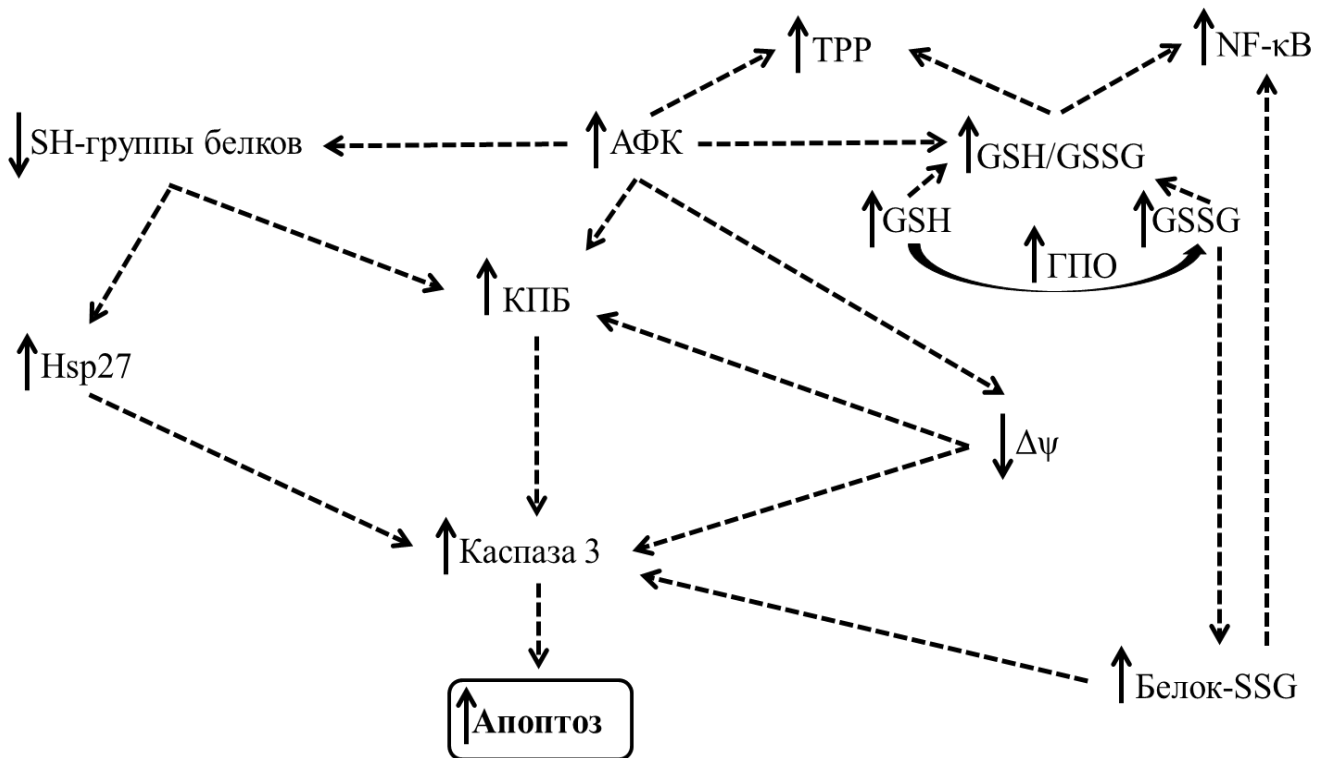 ТРР
NF-κB
SH-группы белков
АФК
GSH/GSSG
GSH
GSSG
ГПО
КПБ
Hsp27
Δψ
Каспаза 3
Белок-SSG
Апоптоз